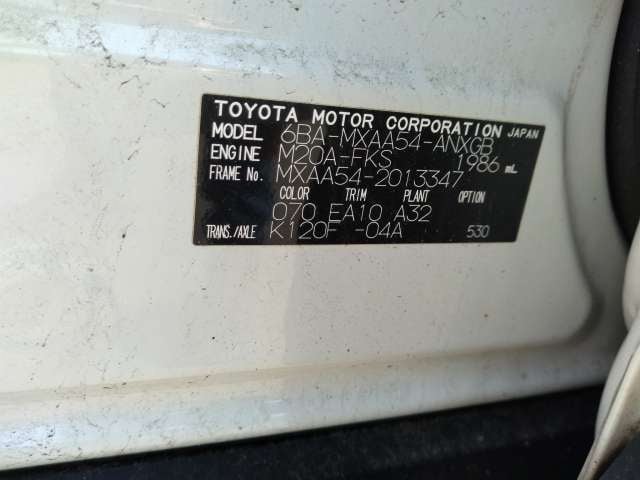 TOYOTA MOTOR CORPORATION JAPAN
MODEL 6BA-MXAA54-ANXGB
ENGINE M20A-FKS 1986 mL
FRAME No. MXAA54-2013347
COLOR TRIM PLANT OPTION
070 EA10 A32
TRANS./AXLE K120F -04A 530